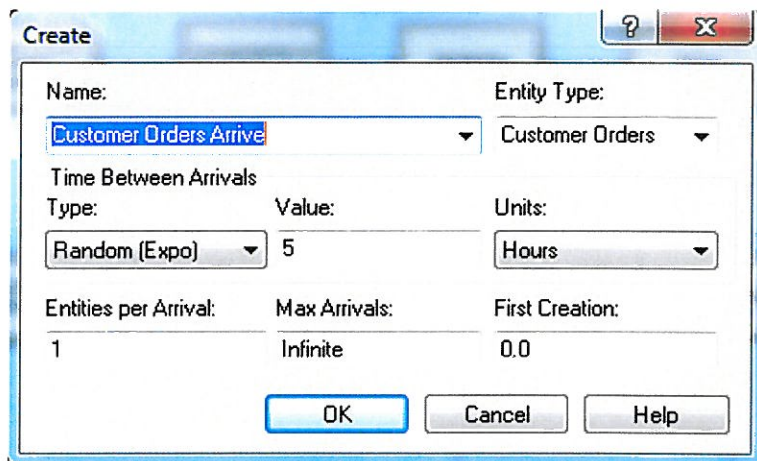 Create
Name:
Entity Type:
Customer Orders Arrive
Customer Orders
Time Between Arrivals
Type:
Value:
Units:
Random (Expo)
5
Hours
Entities per Arrival:
Max Arrivals:
First Creation:
1
Infinite
0.0
OK
Cancel
Help